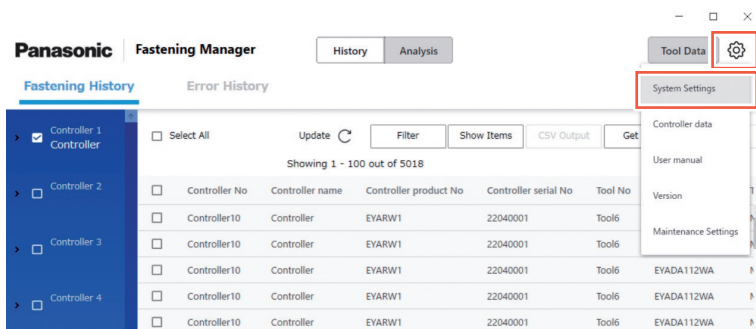 Panasonic Fastening Manager History Analysis Tool Data
Fastening History Error History
System Settings
Controller data
User manual
Version
Maintenance Settings
Controller 1
Controller
Controller 2
Controller 3
Controller 4
Select All Update Filter Show Items CSV Output Get
Showing 1 - 100 out of 5018
Controller No Controller name Controller product No Controller serial No Tool No
Controller10 Controller EYARW1 22040001 Tool6
Controller10 Controller EYARW1 22040001 Tool6
Controller10 Controller EYARW1 22040001 Tool6 EYADA112WA
Controller10 Controller EYARW1 22040001 Tool6 EYADA112WA
Controller10 Controller EYARW1 22040001 Tool6 EYADA112WA